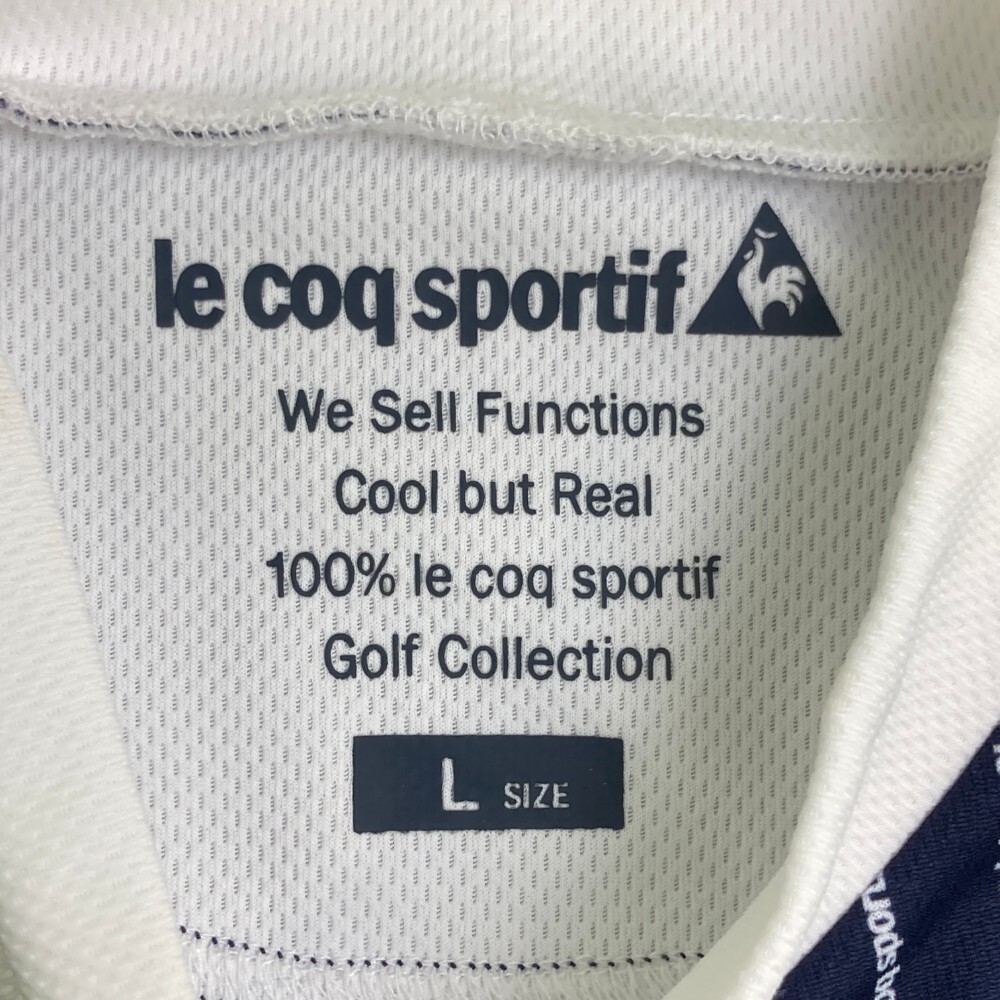 le coq sportif
We Sell Functions
Cool but Real
100% le coq sportif
Golf Collection
L SIZE